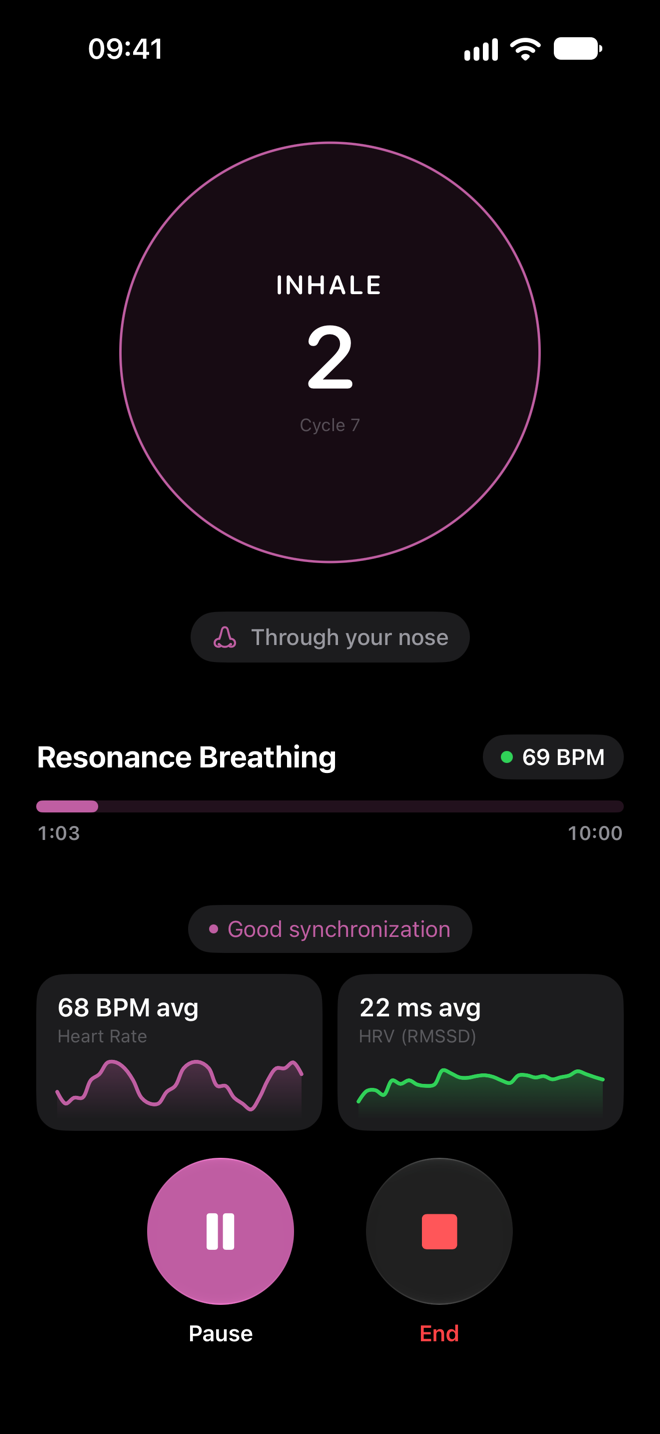 09:41
INHALE
2
Cycle 7
Through your nose
Resonance Breathing
69 BPM
1:03
10:00
Good synchronization
68 BPM avg
Heart Rate
22 ms avg
HRV (RMSSD)
Pause
End